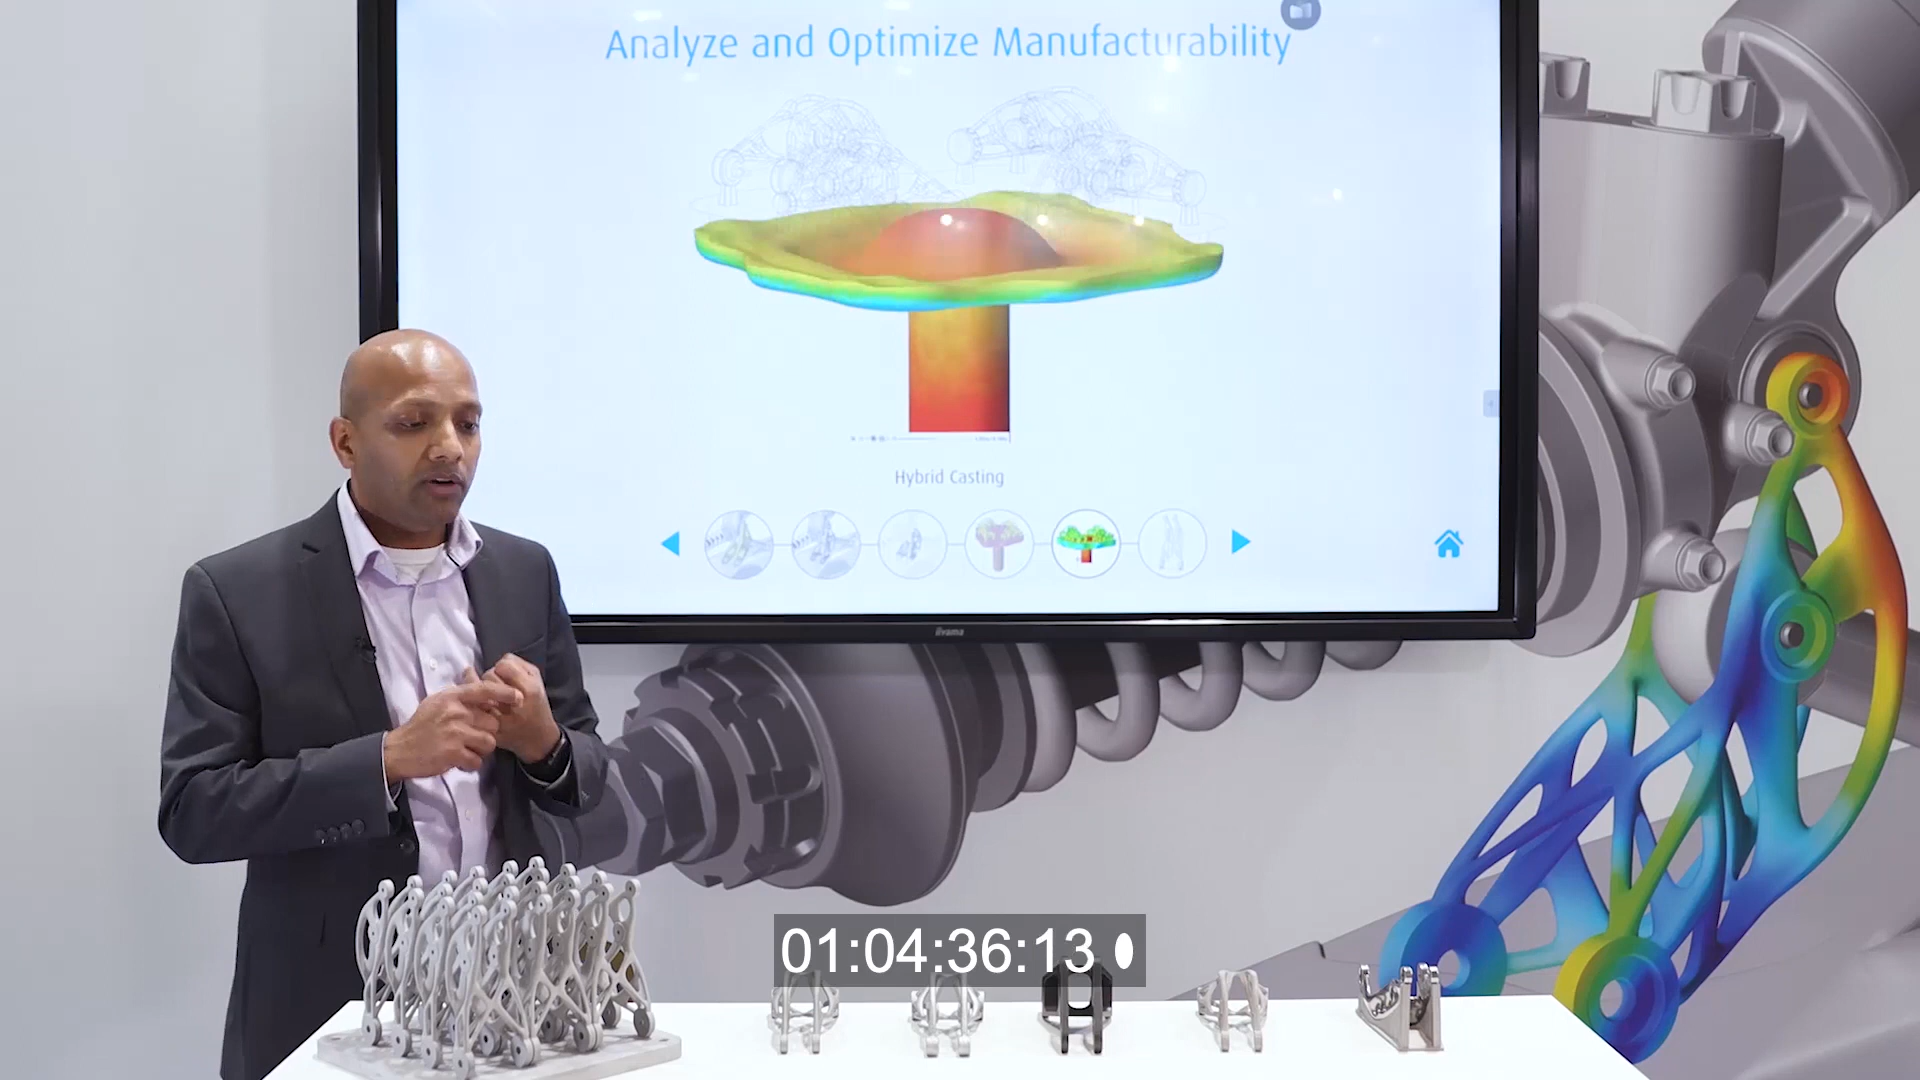 Analyze and Optimize Manufacturability
Hybrid Casting
iiyama
01:04:36:13